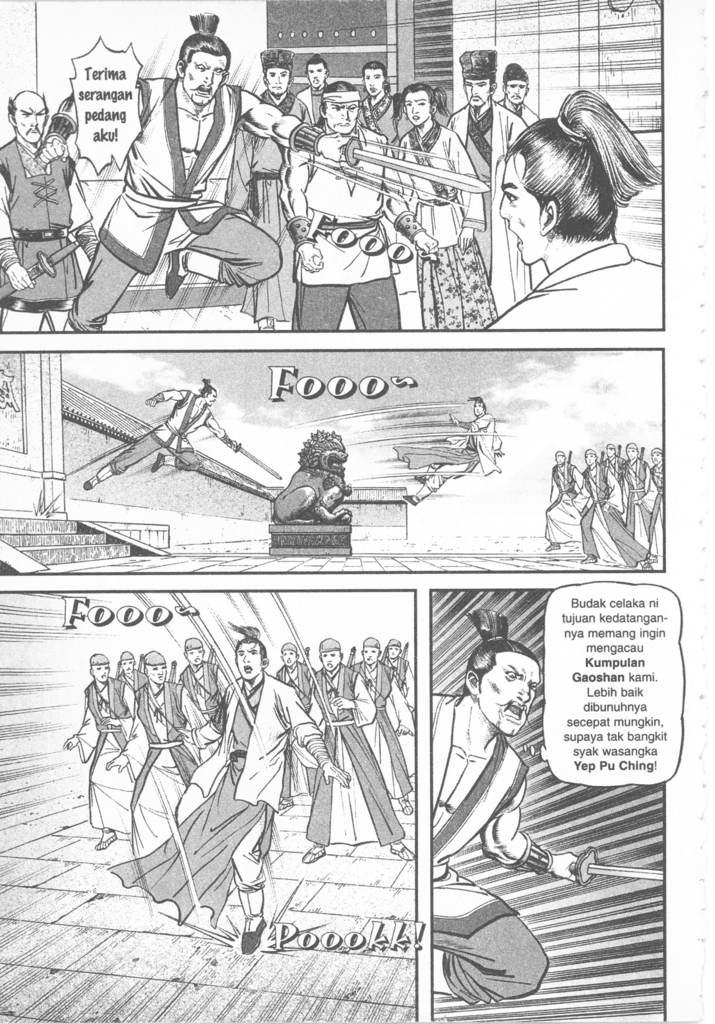 Terima
serangan
pedang
aku!
Fooo
Fooo~
Fooo~
Poookk!
Budak celaka ni
tujuan kedatangan-
nya memang ingin
mengacau
Kumpulan
Gaoshan kami.
Lebih baik
dibunuhnya
secepat mungkin,
supaya tak bangkit
syak wasangka
Yep Pu Ching!